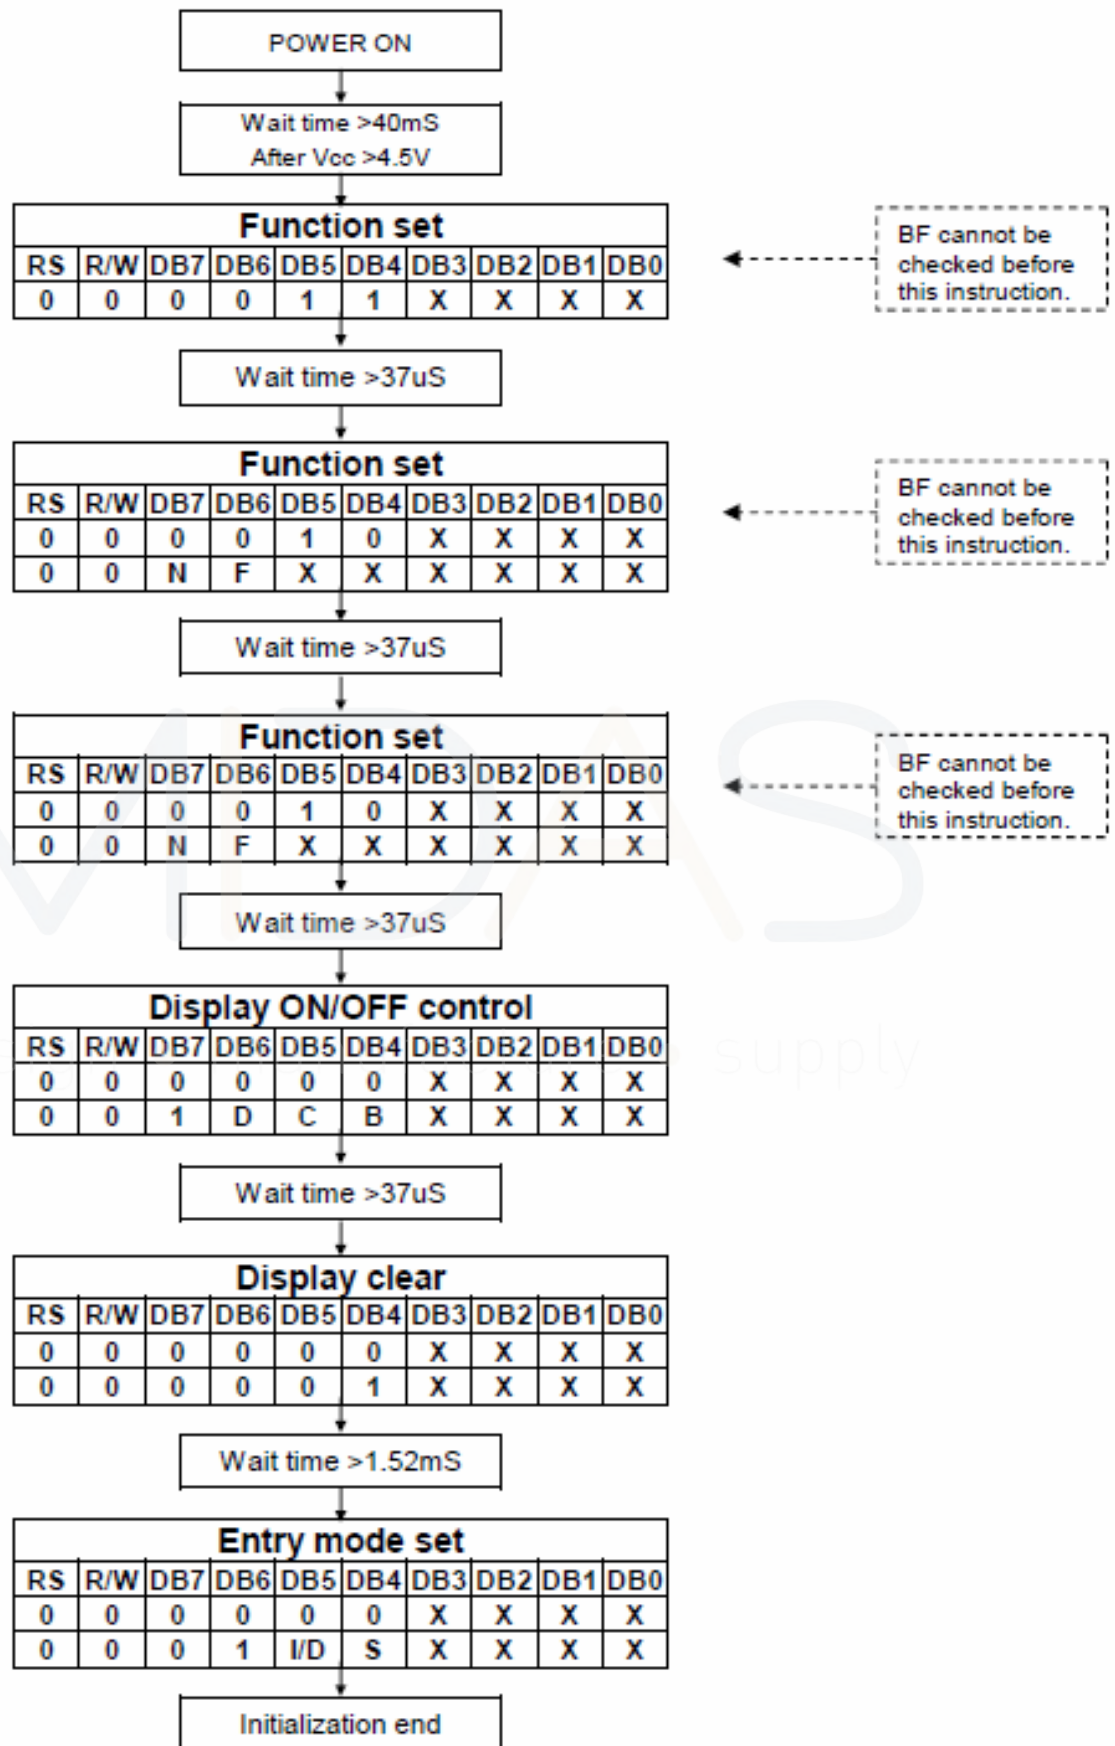 POWER ON
Wait time >40mS
After Vcc >4.5V
Function set
RS R/W DB7 DB6 DB5 DB4 DB3 DB2 DB1 DB0
0 0 0 0 1 1 X X X X
BF cannot be
checked before
this instruction.
Wait time >37uS
Function set
RS R/W DB7 DB6 DB5 DB4 DB3 DB2 DB1 DB0
0 0 0 0 1 0 X X X X
0 0 N F X X X X X X
BF cannot be
checked before
this instruction.
Wait time >37uS
Function set
RS R/W DB7 DB6 DB5 DB4 DB3 DB2 DB1 DB0
0 0 0 0 1 0 X X X X
0 0 N F X X X X X X
BF cannot be
checked before
this instruction.
MIDAS
Wait time >37uS
Display ON/OFF control
RS R/W DB7 DB6 DB5 DB4 DB3 DB2 DB1 DB0
0 0 0 0 0 0 X X X X
0 0 1 D C B X X X X
supply
Wait time >37uS
Display clear
RS R/W DB7 DB6 DB5 DB4 DB3 DB2 DB1 DB0
0 0 0 0 0 0 X X X X
0 0 0 0 0 1 X X X X
Wait time >1.52mS
Entry mode set
RS R/W DB7 DB6 DB5 DB4 DB3 DB2 DB1 DB0
0 0 0 0 0 0 X X X X
0 0 0 1 I/D S X X X X
Initialization end